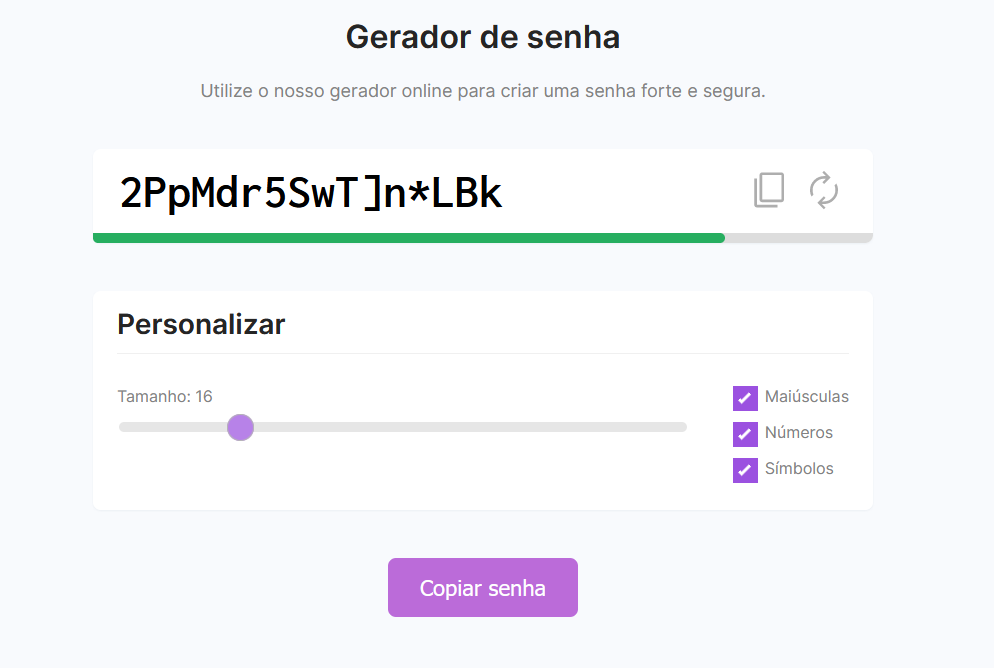 Gerador de senha
Utilize o nosso gerador online para criar uma senha forte e segura.
2PpMdr5SwT]n*LBk
Personalizar
Tamanho: 16
Maiúsculas
Números
Símbolos
Copiar senha